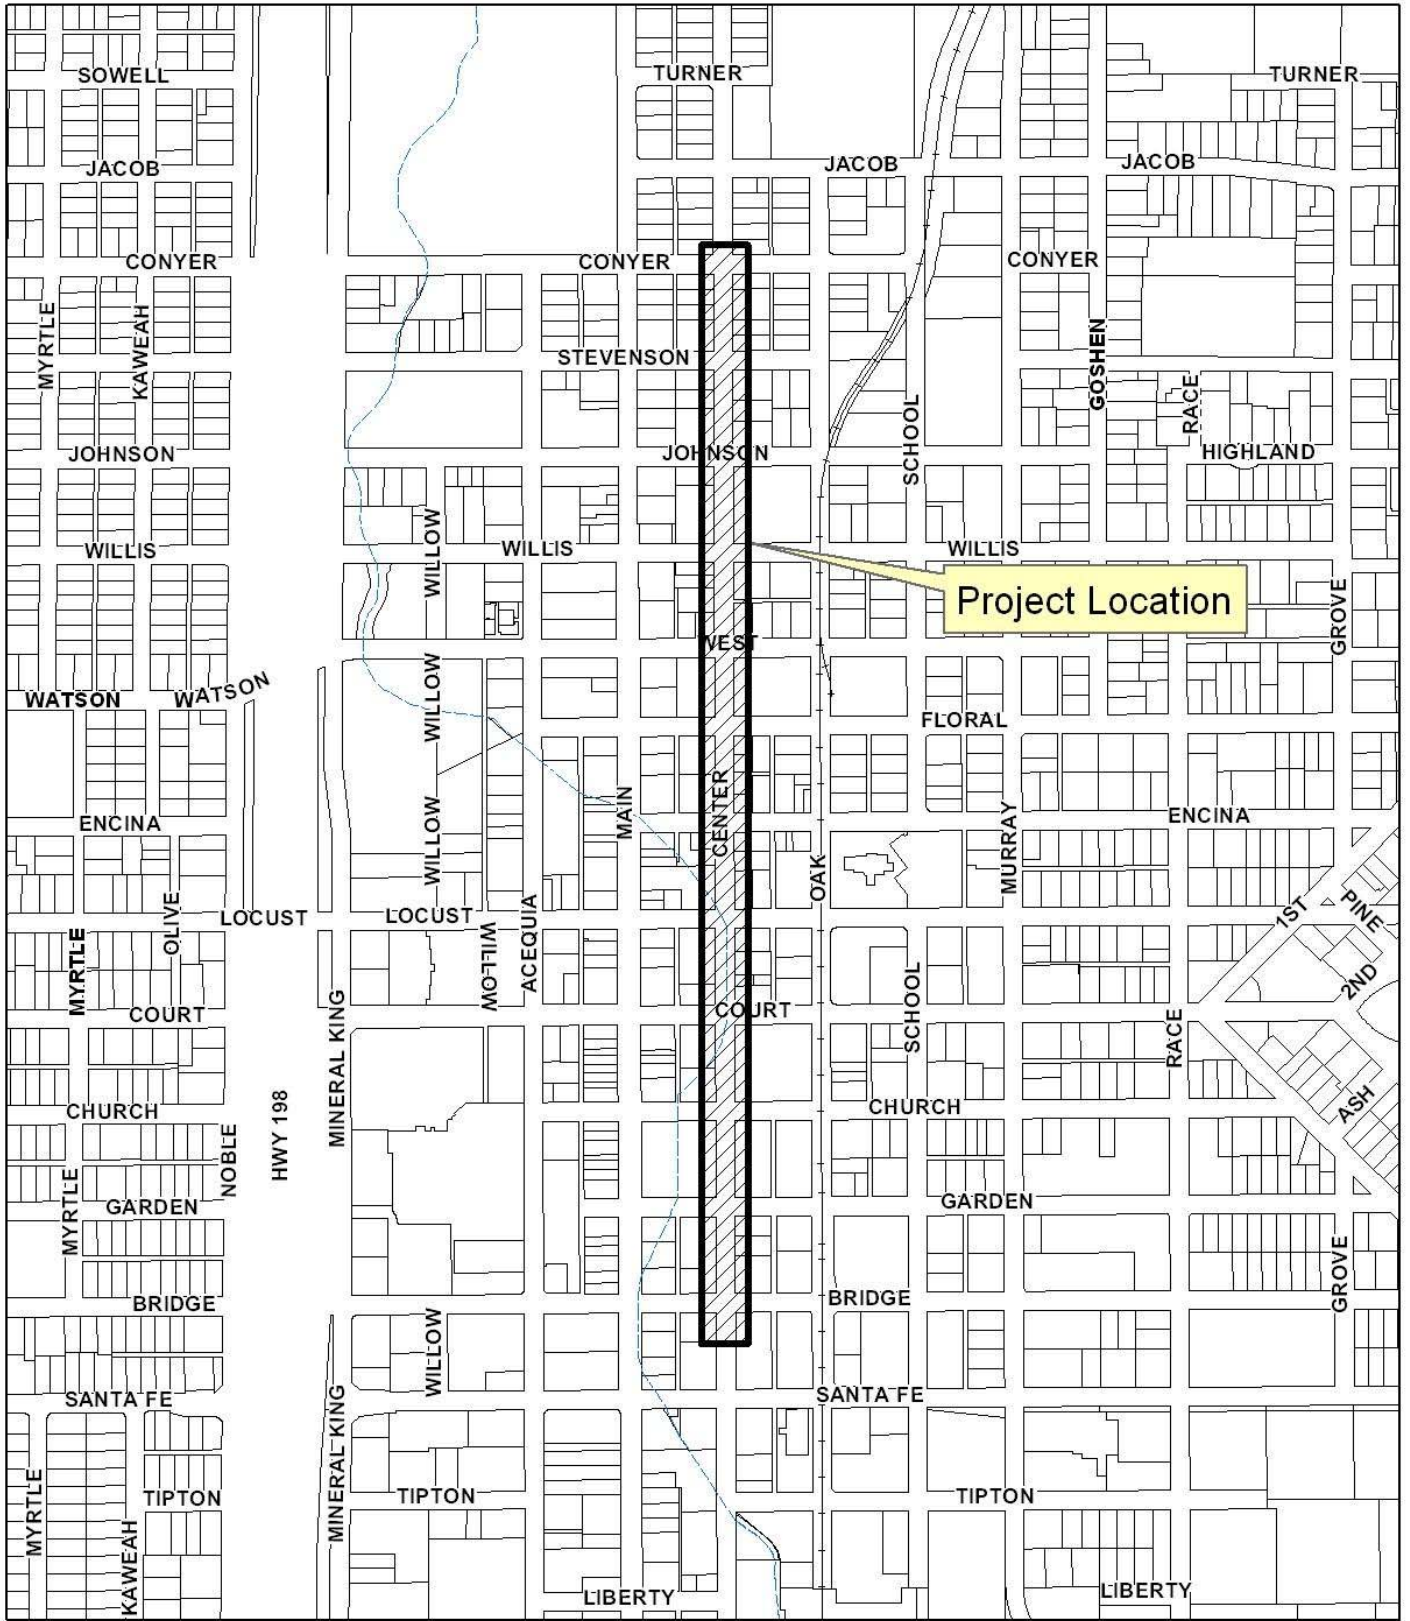 SOWELL
TURNER
TURNER
JACOB
JACOB
JACOB
CONYER
CONYER
CONYER
MYRTLE
KAWEAH
STEVENSON
GOSHEN
RACE
SCHOOL
JOHNSON
JOHNSON
HIGHLAND
WILLOW
WILLIS
WILLIS
WILLIS
Project Location
GROVE
WEST
WILLOW
WATSON
WATSON
FLORAL
CENTER
MAIN
WILLOW
ENCINA
ENCINA
MURRAY
OAK
OLIVE
LOCUST
LOCUST
ACEQUIA
1ST
PINE
MYRTLE
WILLOW
2ND
SCHOOL
COURT
COURT
MINERAL KING
RACE
HWY 198
CHURCH
CHURCH
ASH
NOBLE
MYRTLE
GARDEN
GARDEN
GROVE
BRIDGE
BRIDGE
WILLOW
SANTA FE
SANTA FE
MINERAL KING
MYRTLE
TIPTON
TIPTON
TIPTON
KAWEAH
LIBERTY
LIBERTY